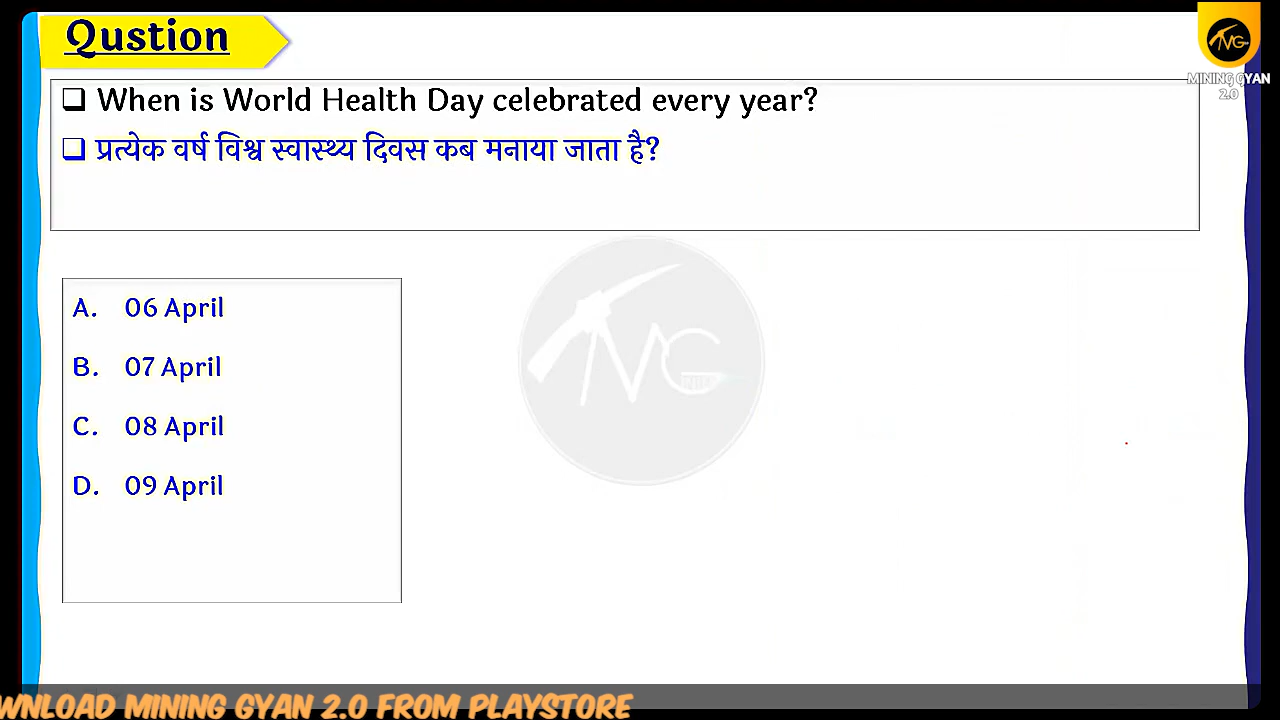 Qustion
MINING GYAN
2.0
❑ When is World Health Day celebrated every year?
❑ प्रत्येक वर्ष विश्व स्वास्थ्य दिवस कब मनाया जाता है?
A. 06 April
B. 07 April
C. 08 April
D. 09 April
WNLOAD MINING GYAN 2.0 FROM PLAYSTORE